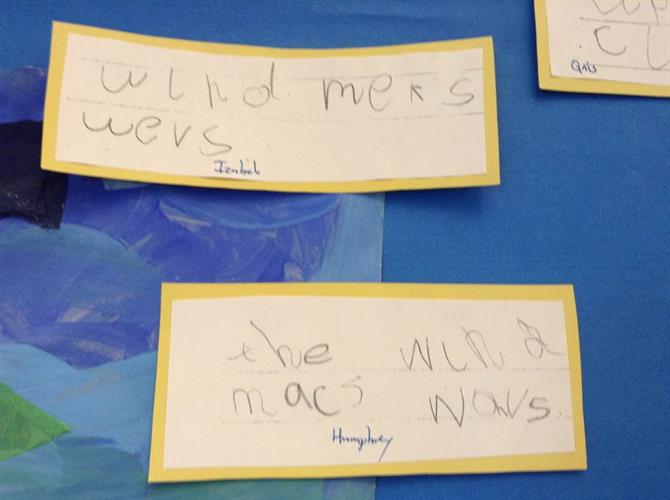 wind meks
wevs
Izabel
the wind
macs wavs.
Humphrey